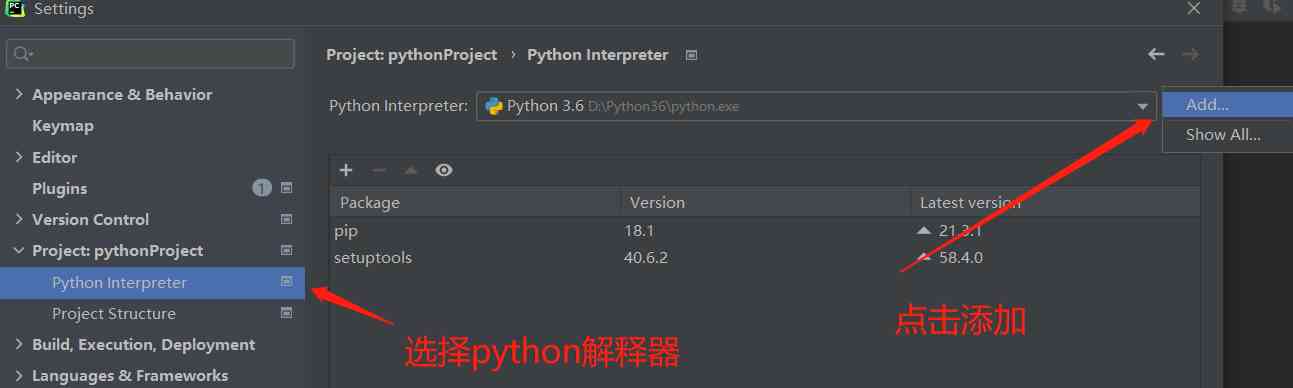 PC Settings
Project: pythonProject › Python Interpreter
Appearance & Behavior
Keymap
Editor
Plugins 1
Version Control
Project: pythonProject
Python Interpreter
Project Structure
Build, Execution, Deployment
Languages & Frameworks
Python Interpreter: Python 3.6 D:\Python36\python.exe
Add...
Show All...
Package Version Latest version
pip 18.1 21.3.1
setuptools 40.6.2 58.4.0
点击添加
选择python解释器